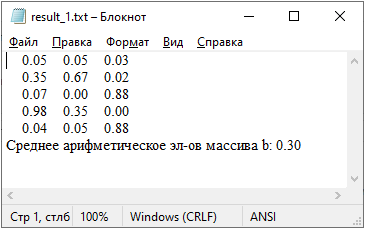 result_1.txt – Блокнот
Файл Правка Формат Вид Справка
0.05 0.05 0.03
0.35 0.67 0.02
0.07 0.00 0.88
0.98 0.35 0.00
0.04 0.05 0.88
Среднее арифметическое эл-ов массива b: 0.30
Стр 1, стлб 100% Windows (CRLF) ANSI